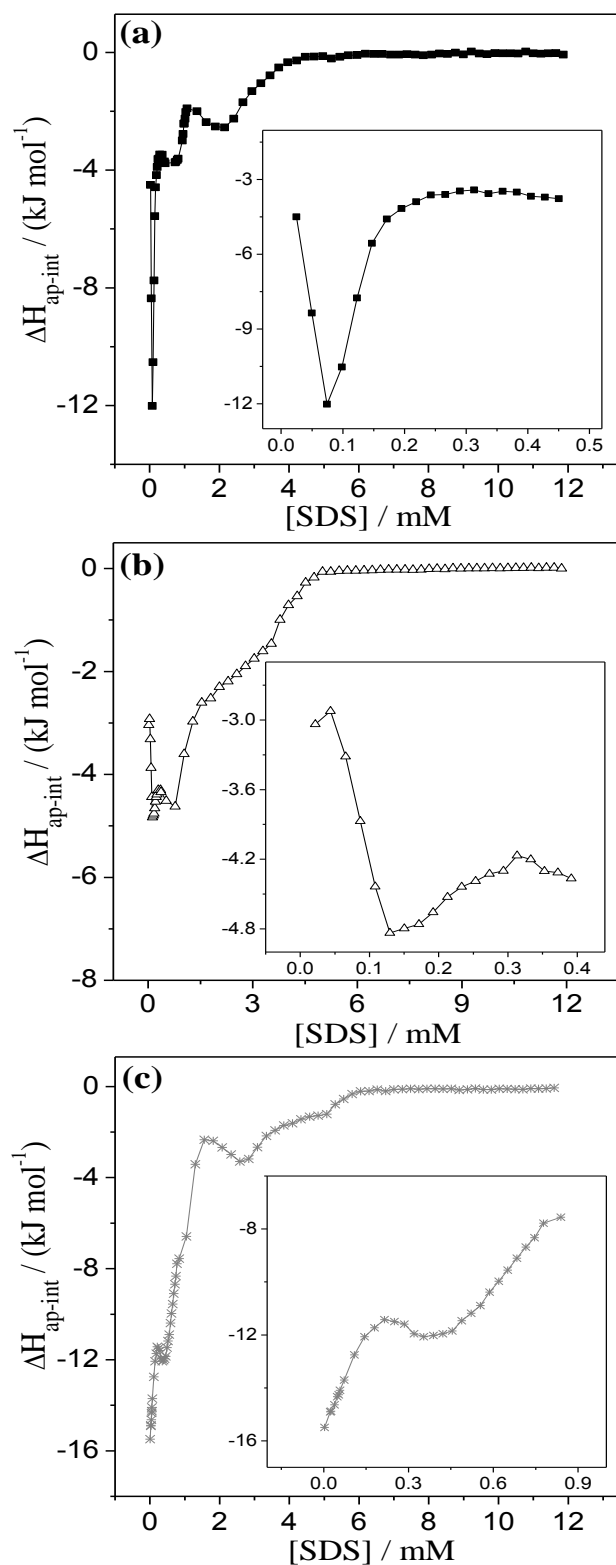 (a)
0
-4
-8
-12
ΔH_ap-int / (kJ mol⁻¹)
-3
-6
-9
-12
0.0 0.1 0.2 0.3 0.4 0.5
0 2 4 6 8 10 12
[SDS] / mM
(b)
0
-2
-4
-6
-8
ΔH_ap-int / (kJ mol⁻¹)
-3.0
-3.6
-4.2
-4.8
0.0 0.1 0.2 0.3 0.4
0 3 6 9 12
[SDS] / mM
(c)
0
-4
-8
-12
-16
ΔH_ap-int / (kJ mol⁻¹)
-8
-12
-16
0.0 0.3 0.6 0.9
0 2 4 6 8 10 12
[SDS] / mM